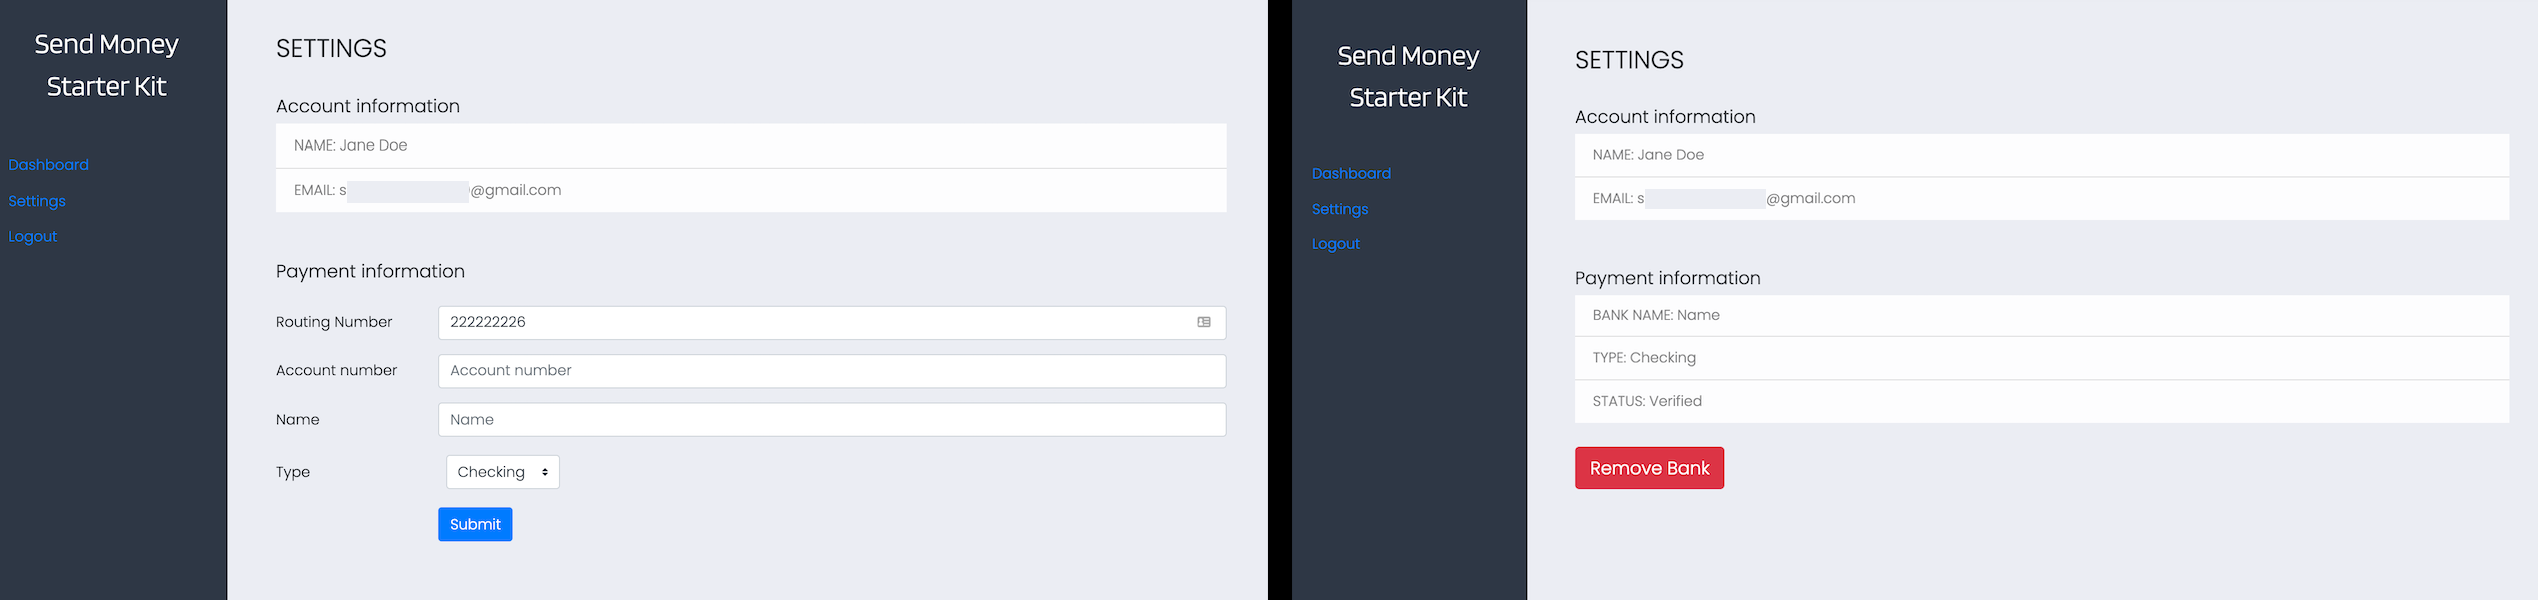 Send Money
Starter Kit
Dashboard
Settings
Logout
SETTINGS
Account information
NAME: Jane Doe
EMAIL: s @gmail.com
Payment information
Routing Number 222222226
Account number Account number
Name Name
Type Checking
Submit
Send Money
Starter Kit
Dashboard
Settings
Logout
SETTINGS
Account information
NAME: Jane Doe
EMAIL: s @gmail.com
Payment information
BANK NAME: Name
TYPE: Checking
STATUS: Verified
Remove Bank